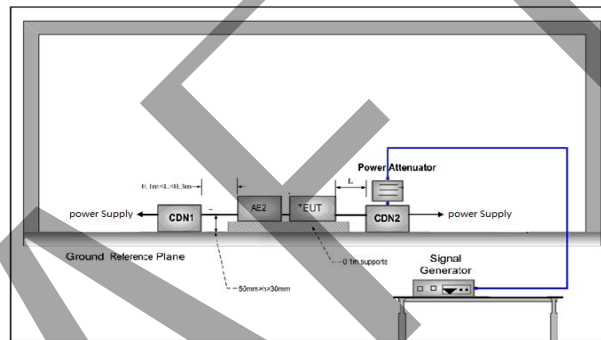 Power Attenuator
0.1m<L<0.3m
L
AE2
EUT
power Supply
CDN1
CDN2
power Supply
Ground Reference Plane
0.1m supports
Signal
Generator
50mm>h>30mm